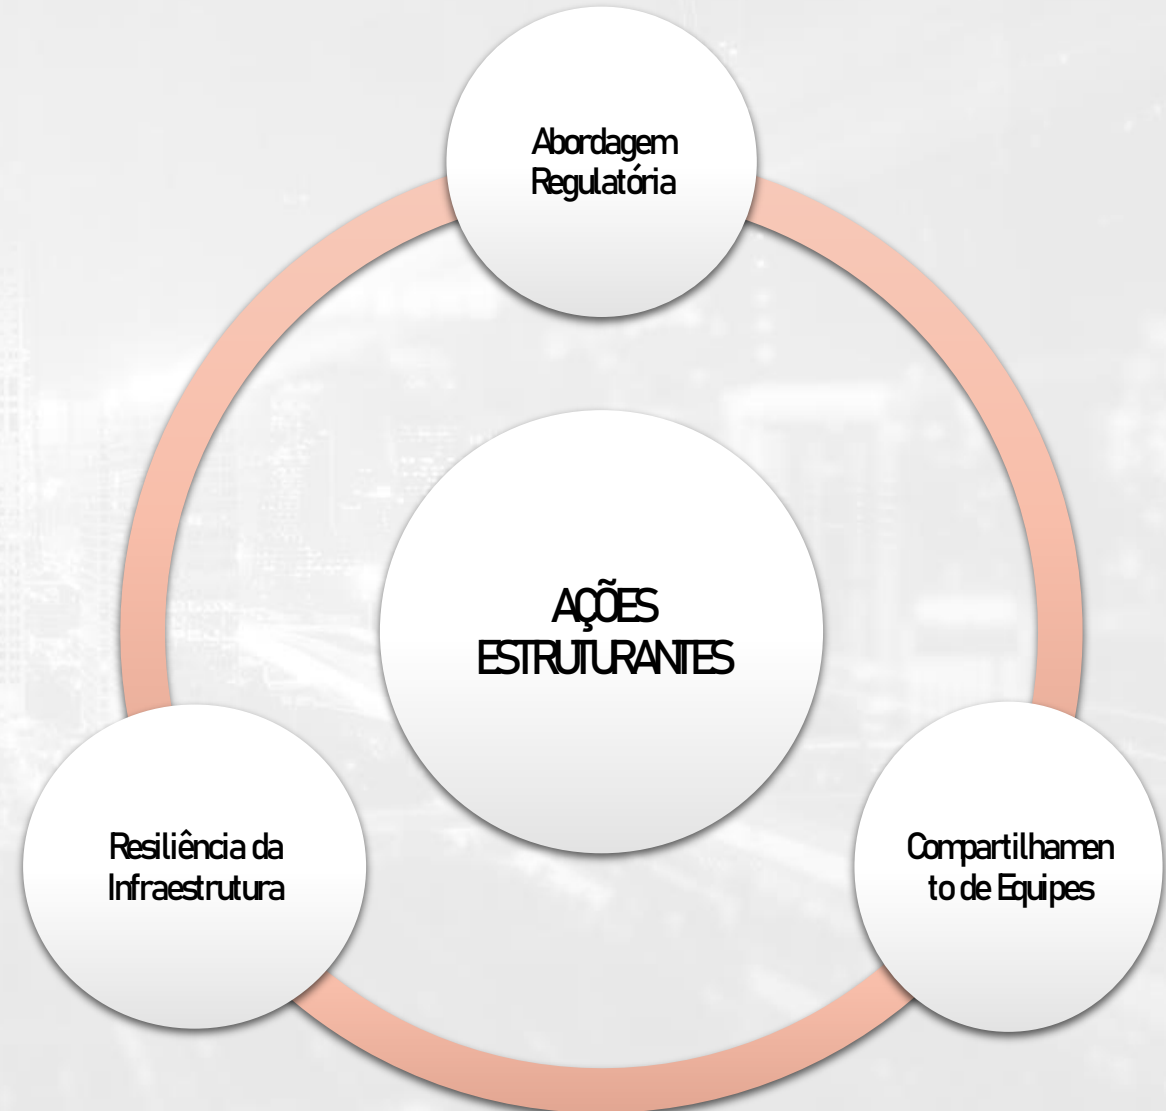 Abordagem
Regulatória
AÇÕES
ESTRUTURANTES
Resiliência da
Infraestrutura
Compartilhamen
to de Equipes